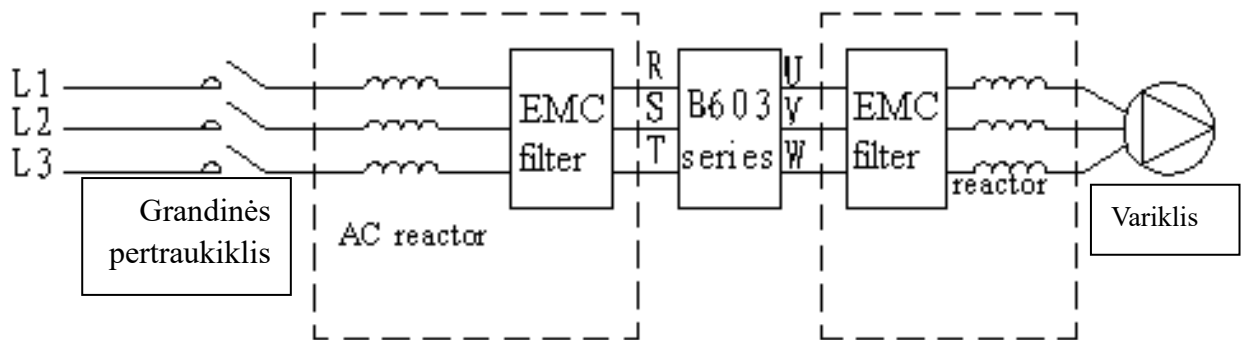 L1
L2
L3
Grandinės
pertraukiklis
AC reactor
EMC
filter
R
S
T
B603
series
U
V
W
EMC
filter
reactor
Variklis